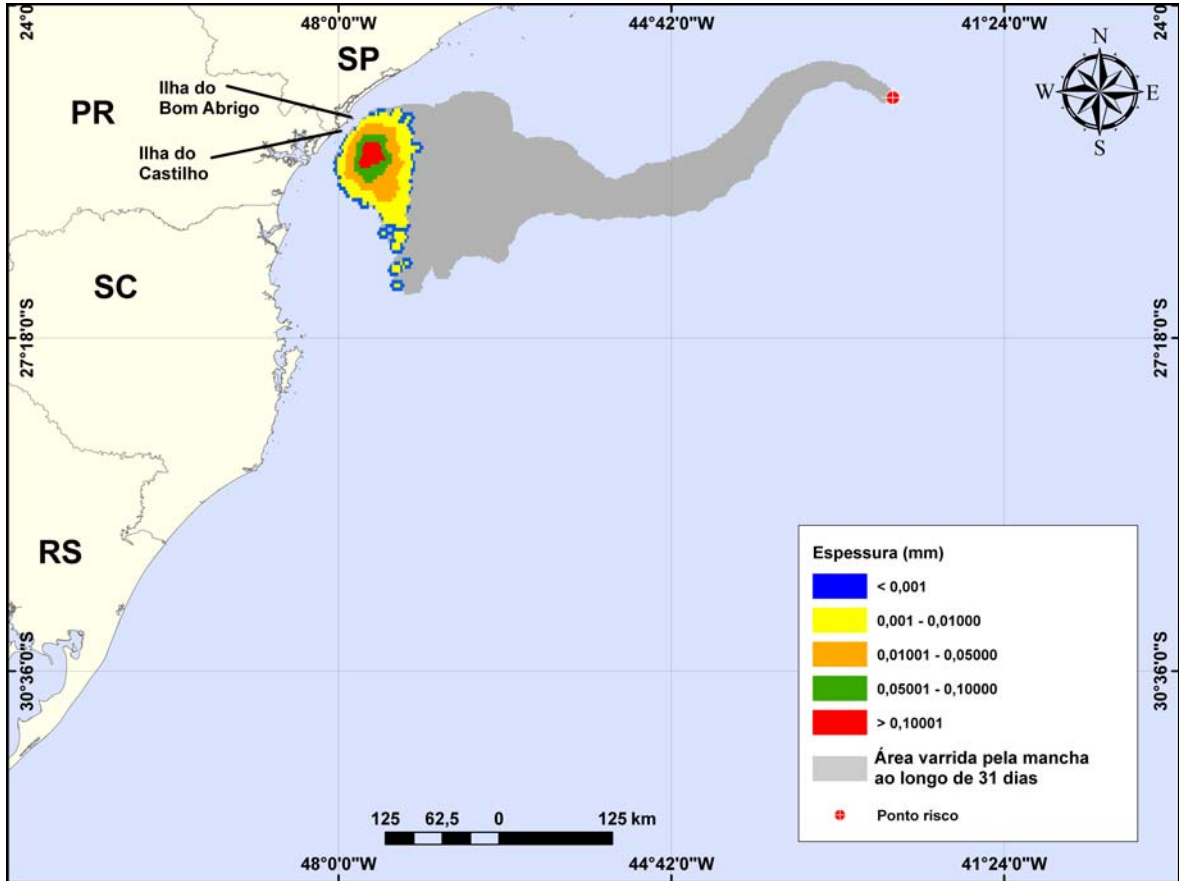 48°0'0"W
44°42'0"W
41°24'0"W
24°0
24°0
N
W
E
S
SP
Ilha do
Bom Abrigo
PR
Ilha do
Castilho
SC
27°18'0"S
27°18'0"S
RS
30°36'0"S
30°36'0"S
Espessura (mm)
< 0,001
0,001 - 0,01000
0,01001 - 0,05000
0,05001 - 0,10000
> 0,10001
Área varrida pela mancha
ao longo de 31 dias
Ponto risco
125 62,5 0 125 km
48°0'0"W
44°42'0"W
41°24'0"W